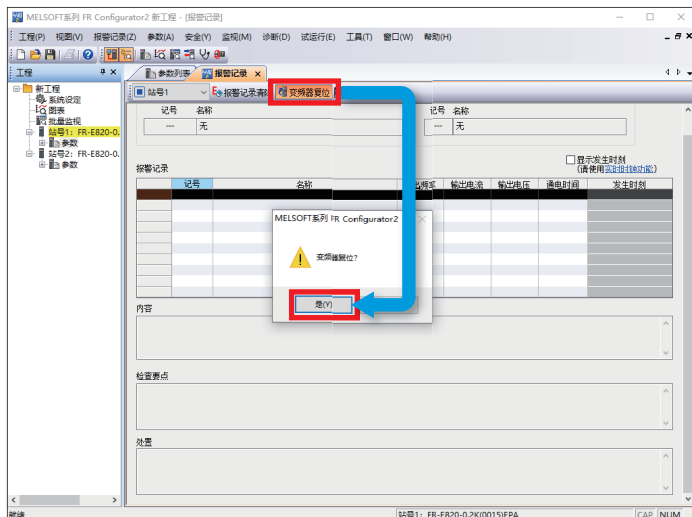 MELSOFT系列 FR Configurator2 新工程 - [报警记录]
工程(P) 视图(V) 报警记录(Z) 参数(A) 安全(Y) 监视(M) 诊断(D) 试运行(E) 工具(T) 窗口(W) 帮助(H)
工程
参数列表 报警记录
新工程
系统设定
图表
批量监视
站号1: FR-E820-0.
参数
站号2: FR-E820-0.
参数
站号1 报警记录清除 变频器复位
记号 名称 记号 名称
--- 无 --- 无
显示发生时刻
(请使用实时时钟功能)
报警记录
记号 名称 输出频率 输出电流 输出电压 通电时间 发生时刻
MELSOFT系列 FR Configurator2
变频器复位?
是(Y)
内容
检查要点
处置
就绪 站号1: FR-E820-0.2K(0015)EPA CAP NUM